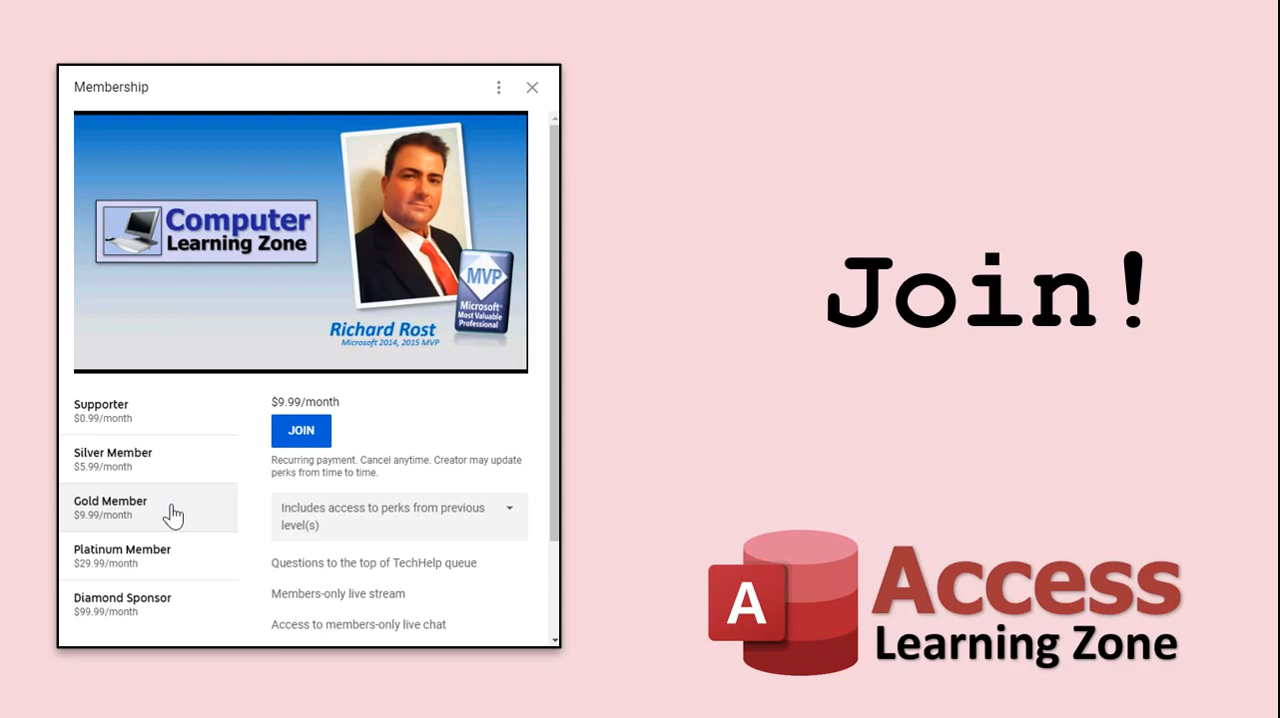 Membership
Computer
Learning Zone
MVP
Microsoft®
Most Valuable
Professional
Richard Rost
Microsoft 2014, 2015 MVP
Supporter
$0.99/month
Silver Member
$5.99/month
Gold Member
$9.99/month
Platinum Member
$29.99/month
Diamond Sponsor
$99.99/month
$9.99/month
JOIN
Recurring payment. Cancel anytime. Creator may update
perks from time to time.
Includes access to perks from previous
level(s)
Questions to the top of TechHelp queue
Members-only live stream
Access to members-only live chat
Join!
A
Access
Learning Zone